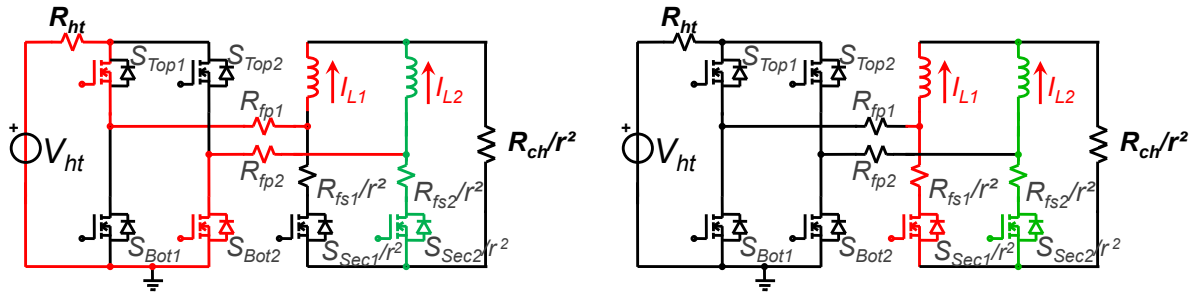 R_ht
S_Top1
S_Top2
I_L1
I_L2
R_fp1
R_fp2
+
V_ht
R_ch/r²
R_fs1/r²
R_fs2/r²
S_Bot1
S_Bot2
S_Sec1/r²
S_Sec2/r²
R_ht
S_Top1
S_Top2
I_L1
I_L2
R_fp1
R_fp2
+
V_ht
R_ch/r²
R_fs1/r²
R_fs2/r²
S_Bot1
S_Bot2
S_Sec1/r²
S_Sec2/r²